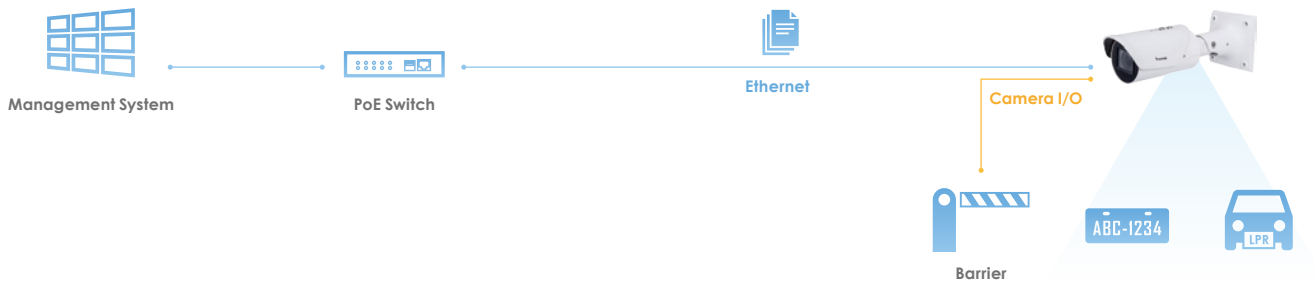 Management System
PoE Switch
Ethernet
Camera I/O
Barrier
ABC-1234
LPR